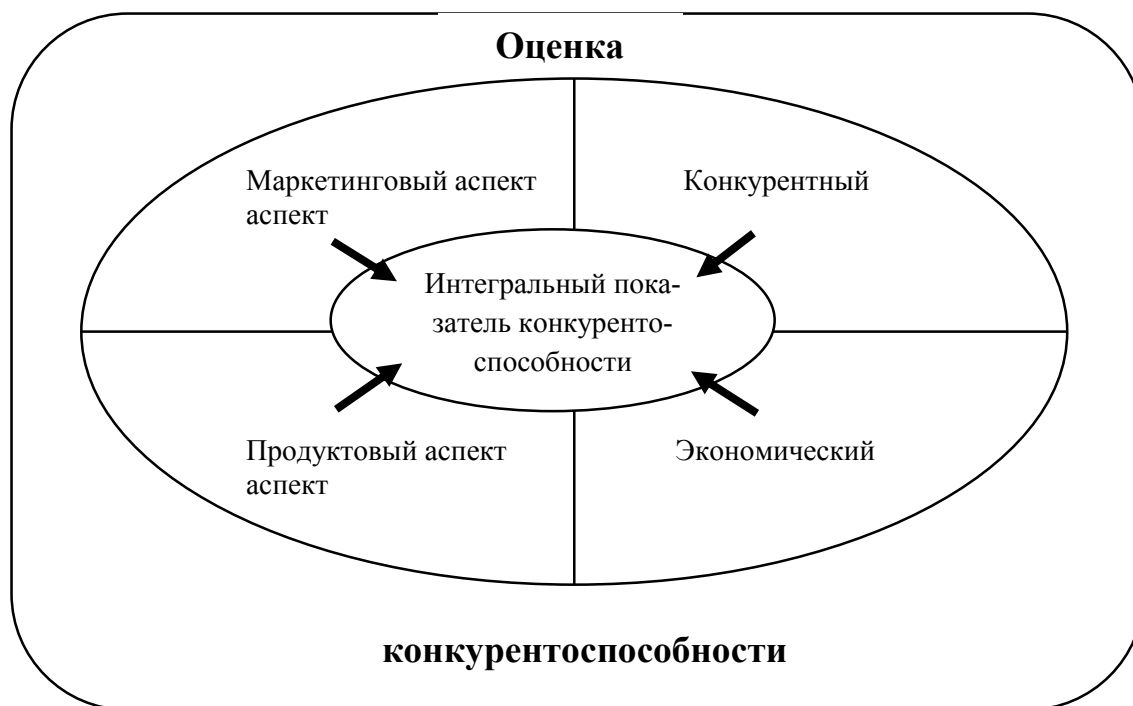 Оценка
Маркетинговый аспект
аспект
Конкурентный
Интегральный пока-
затель конкуренто-
способности
Продуктовый аспект
аспект
Экономический
конкурентоспособности